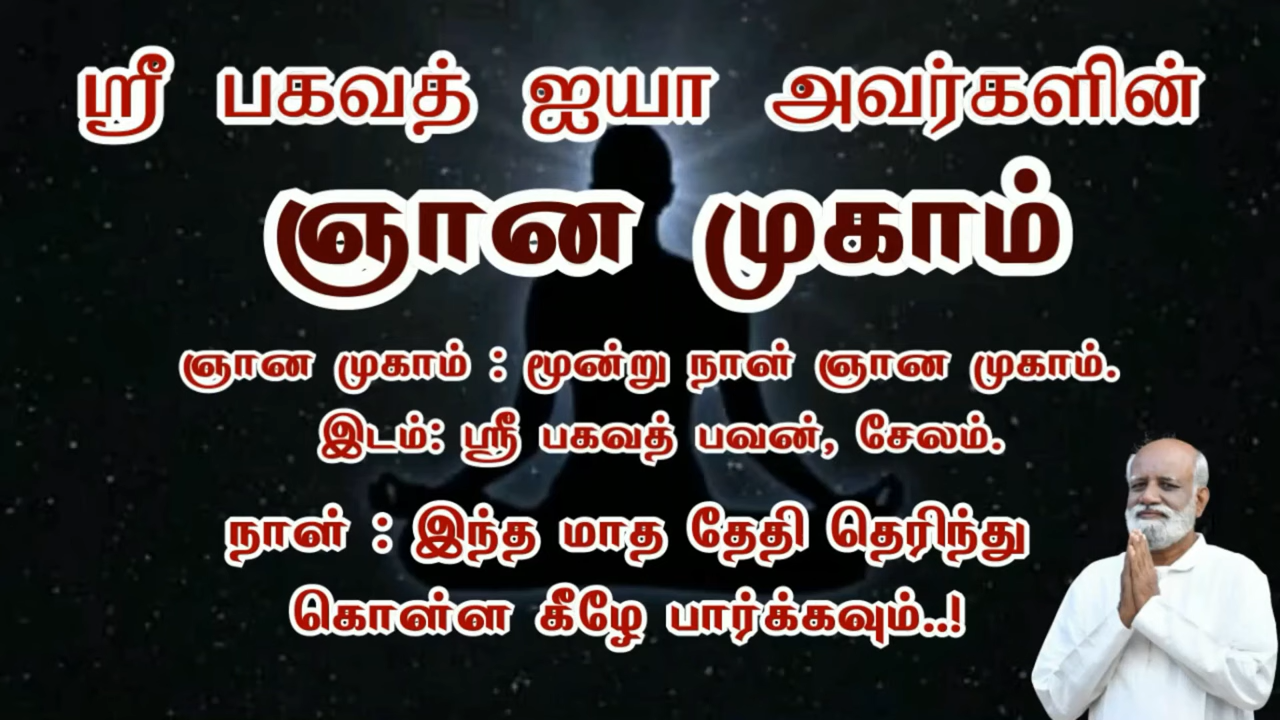 ஸ்ரீ பகவத் ஐயா அவர்களின்
ஞான முகாம்
ஞான முகாம் : மூன்று நாள் ஞான முகாம்.
இடம்: ஸ்ரீ பகவத் பவன், சேலம்.
நாள் : இந்த மாத தேதி தெரிந்து
கொள்ள கீழே பார்க்கவும்..!